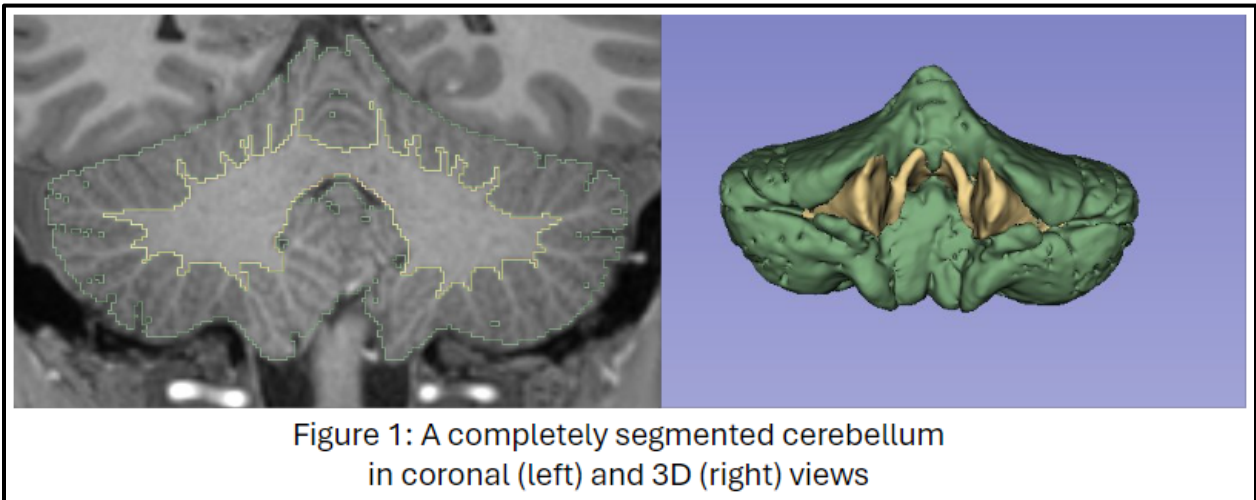 Figure 1: A completely segmented cerebellum
in coronal (left) and 3D (right) views